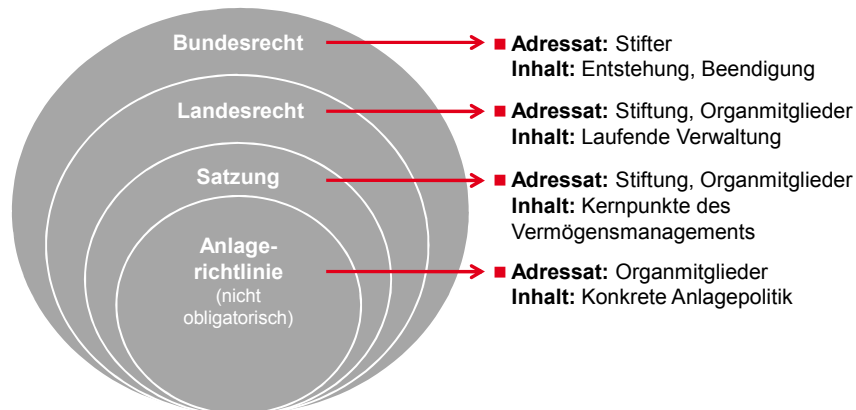 Bundesrecht
Adressat: Stifter
Inhalt: Entstehung, Beendigung
Landesrecht
Adressat: Stiftung, Organmitglieder
Inhalt: Laufende Verwaltung
Satzung
Adressat: Stiftung, Organmitglieder
Inhalt: Kernpunkte des
Vermögensmanagements
Anlage-
richtlinie
(nicht
obligatorisch)
Adressat: Organmitglieder
Inhalt: Konkrete Anlagepolitik